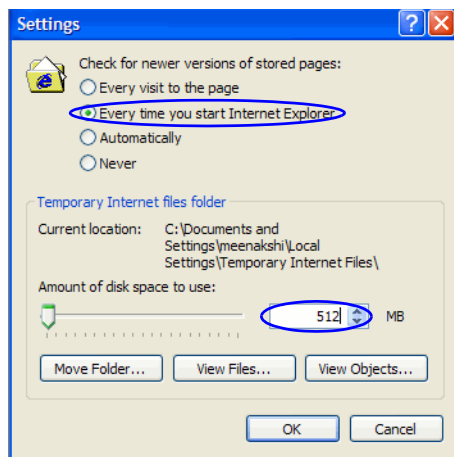 Settings
Check for newer versions of stored pages:
Every visit to the page
Every time you start Internet Explorer
Automatically
Never
Temporary Internet files folder
Current location: C:\Documents and
Settings\meenakshi\Local
Settings\Temporary Internet Files\
Amount of disk space to use:
512 MB
Move Folder... View Files... View Objects...
OK Cancel